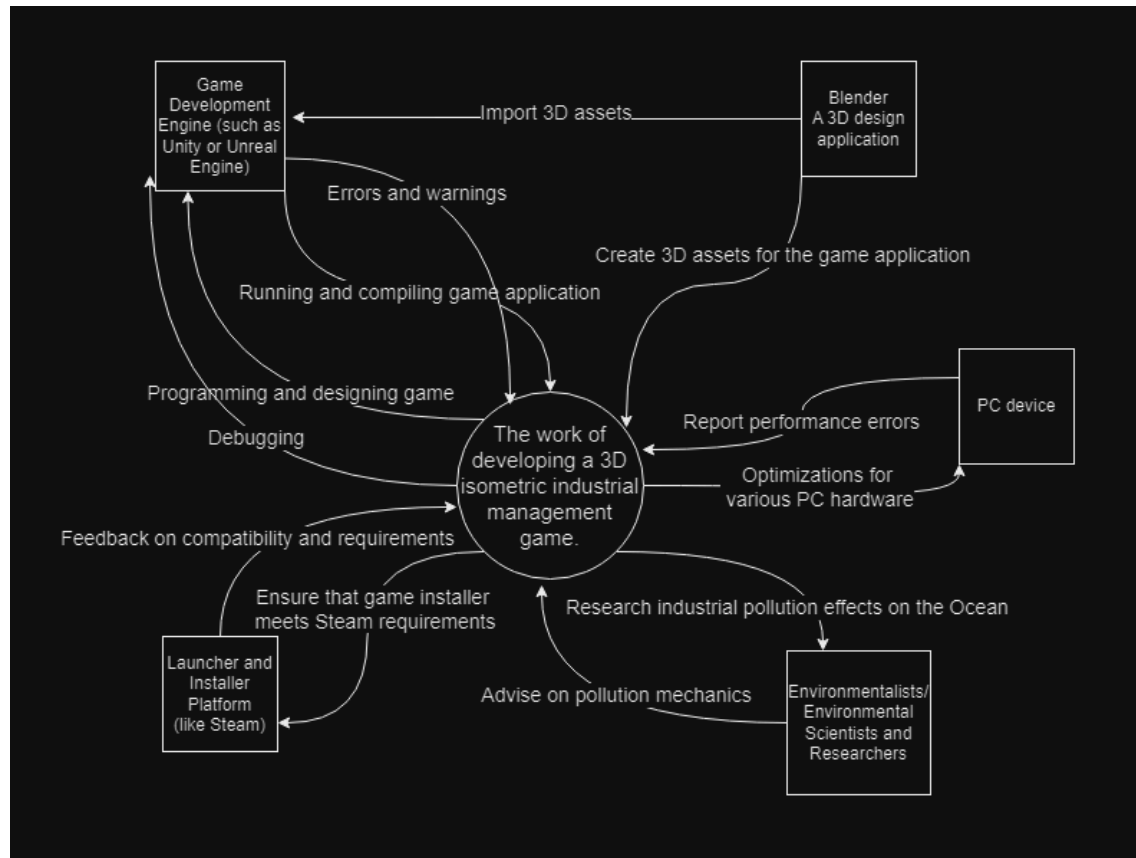 Game
Development
Engine (such as
Unity or Unreal
Engine)
Blender
A 3D design
application
Import 3D assets
Errors and warnings
Create 3D assets for the game application
Running and compiling game application
Programming and designing game
Debugging
PC device
Report performance errors
The work of
developing a 3D
isometric industrial
management
game.
Optimizations for
various PC hardware
Feedback on compatibility and requirements
Ensure that game installer
meets Steam requirements
Research industrial pollution effects on the Ocean
Launcher and
Installer
Platform
(like Steam)
Advise on pollution mechanics
Environmentalists/
Environmental
Scientists and
Researchers